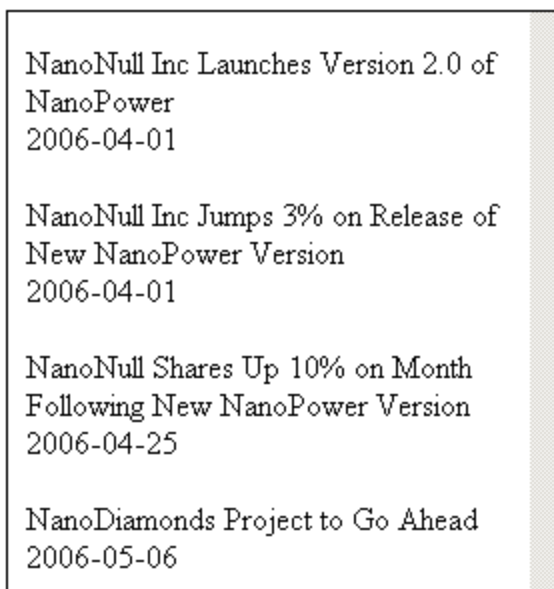 NanoNull Inc Launches Version 2.0 of
NanoPower
2006-04-01
NanoNull Inc Jumps 3% on Release of
New NanoPower Version
2006-04-01
NanoNull Shares Up 10% on Month
Following New NanoPower Version
2006-04-25
NanoDiamonds Project to Go Ahead
2006-05-06